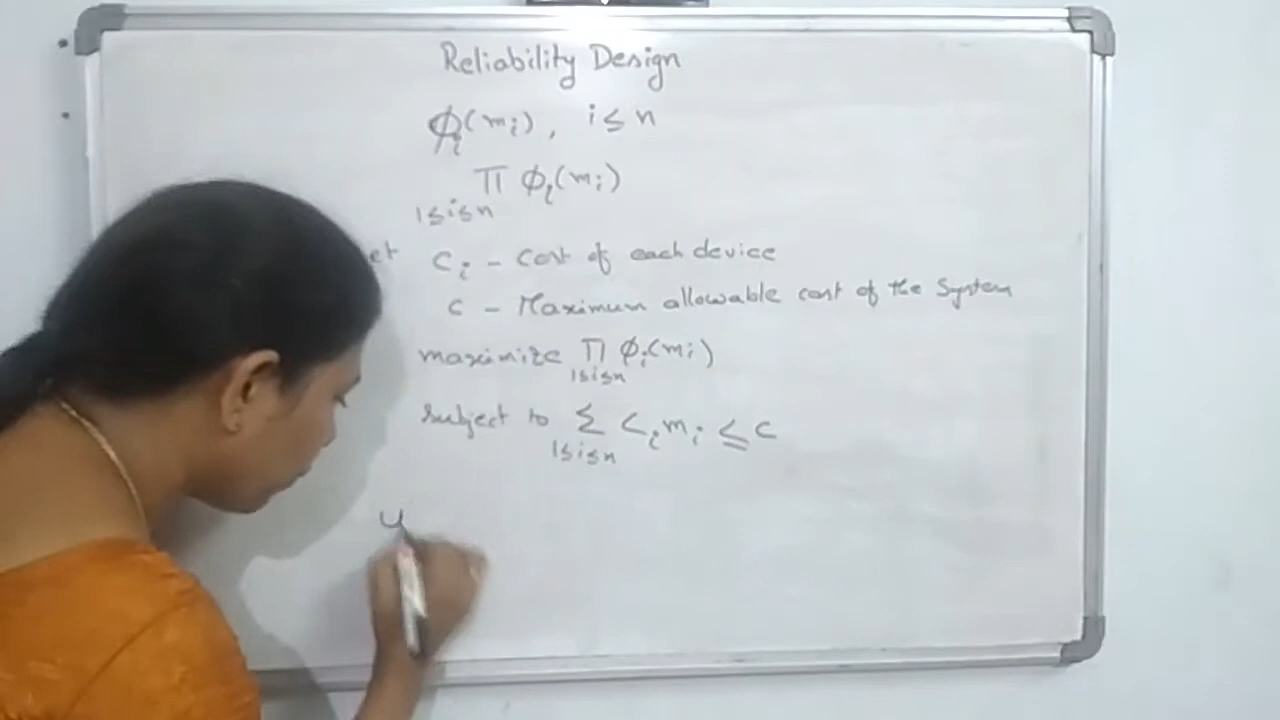 Reliability Design
ϕᵢ(mᵢ), i ≤ n
Π ϕᵢ(mᵢ)
1≤i≤n
et Cᵢ - Cost of each device
C - Maximum allowable cost of the System
maximize Π ϕᵢ(mᵢ)
1≤i≤n
Subject to Σ Cᵢmᵢ ≤ C
1≤i≤n
u